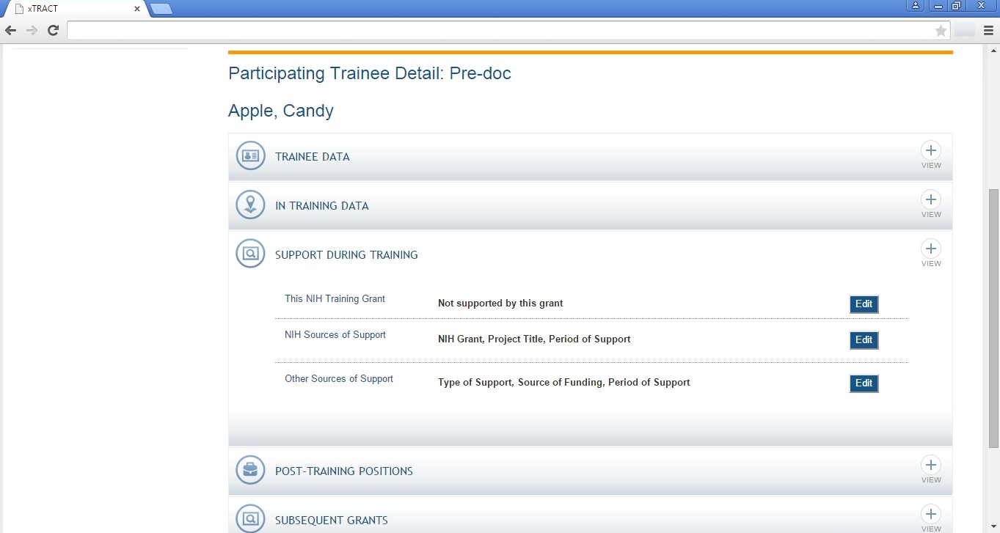 xTRACT
Participating Trainee Detail: Pre-doc
Apple, Candy
TRAINEE DATA
VIEW
IN TRAINING DATA
VIEW
SUPPORT DURING TRAINING
VIEW
This NIH Training Grant Not supported by this grant Edit
NIH Sources of Support NIH Grant, Project Title, Period of Support Edit
Other Sources of Support Type of Support, Source of Funding, Period of Support Edit
POST-TRAINING POSITIONS
VIEW
SUBSEQUENT GRANTS
VIEW